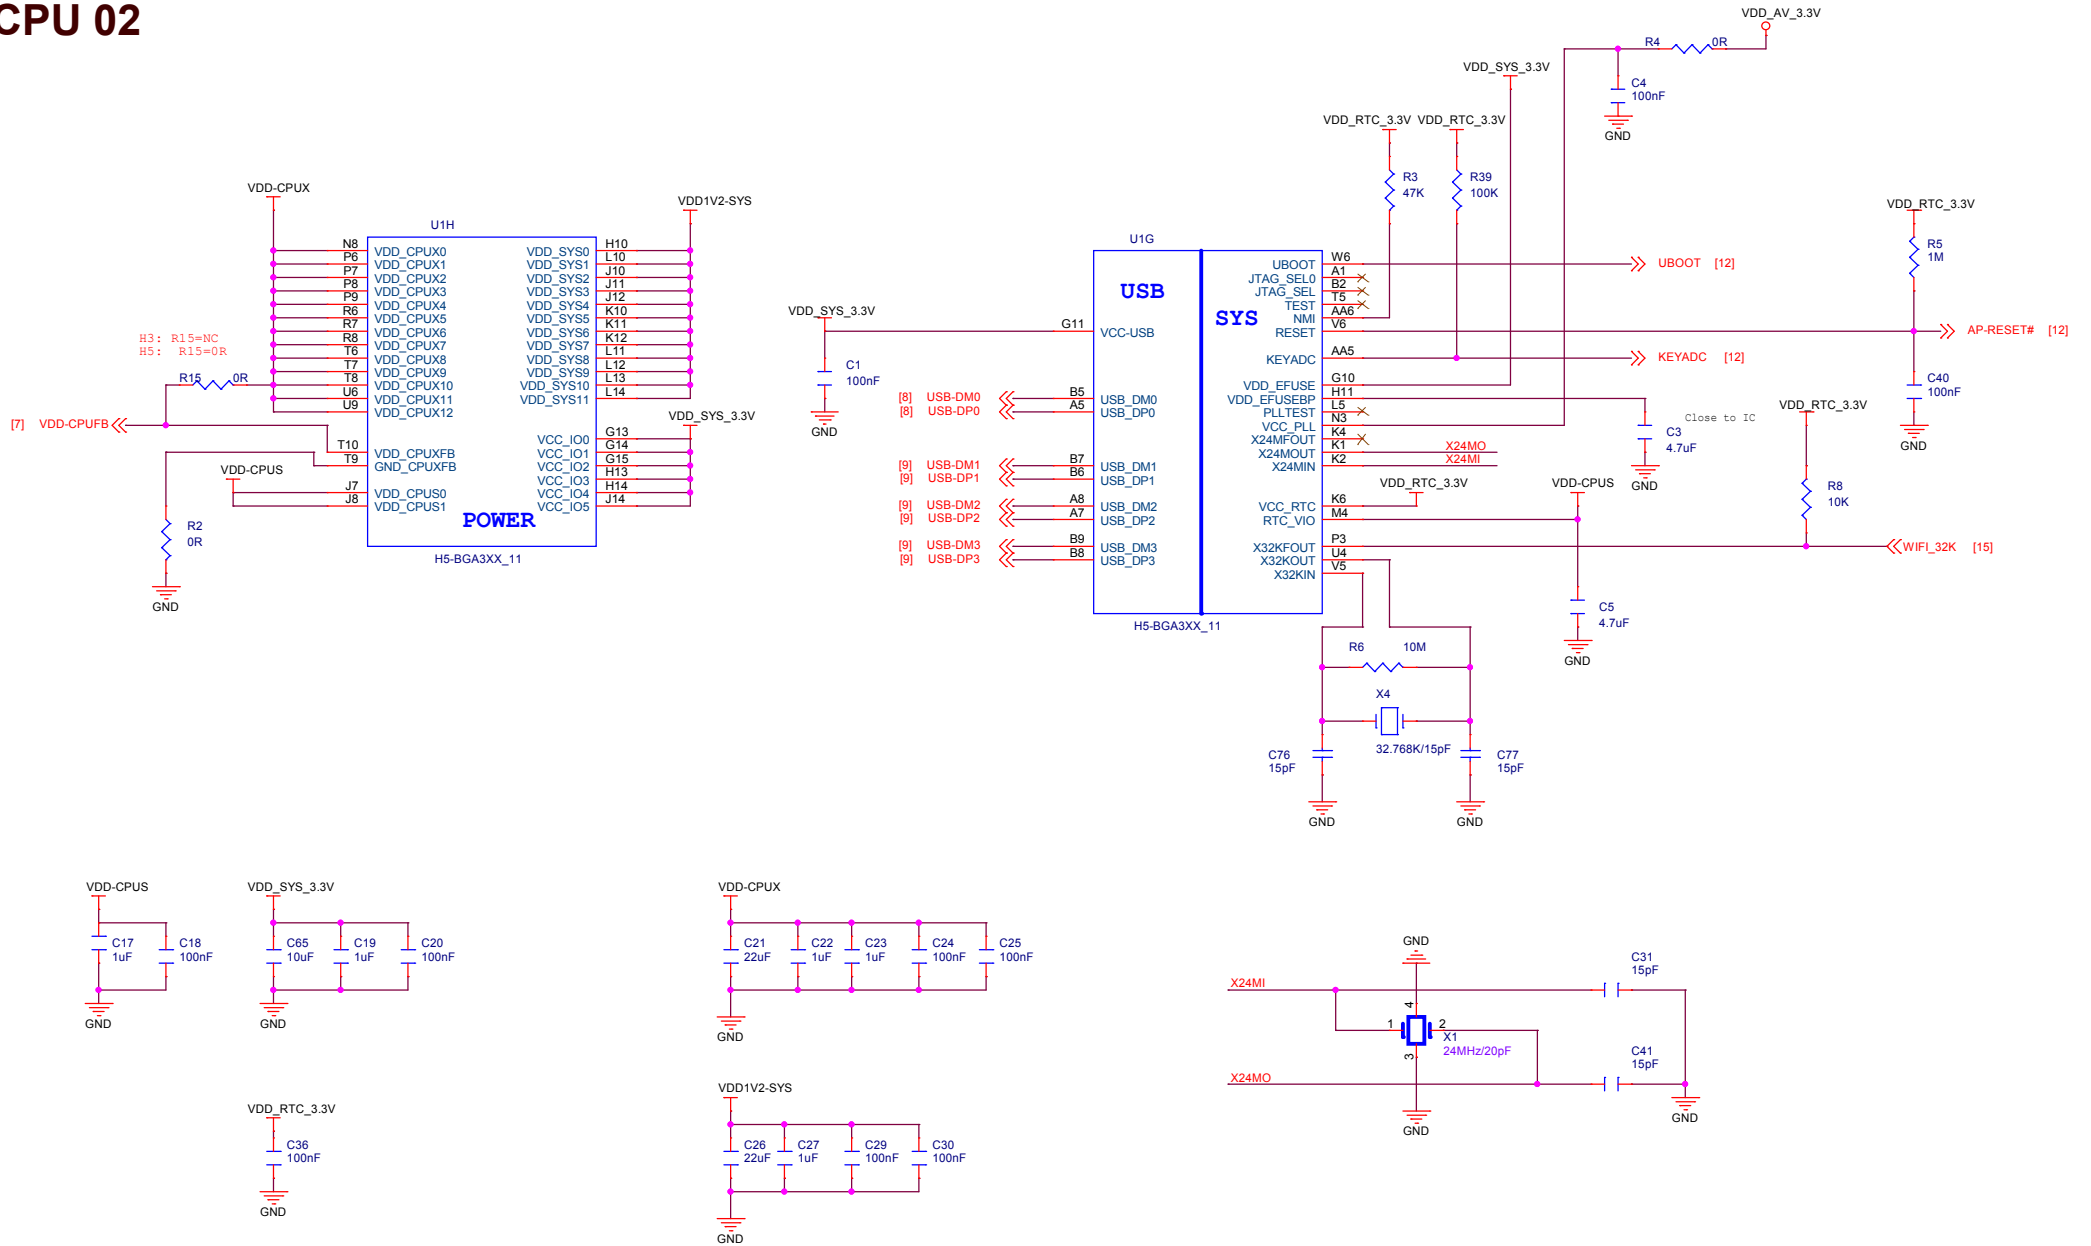 CPU 02
VDD-CPUX
U1H
VDD1V2-SYS
N8 VDD_CPUX0 VDD_SYS0 H10
P6 VDD_CPUX1 VDD_SYS1 L10
P7 VDD_CPUX2 VDD_SYS2 J10
P8 VDD_CPUX3 VDD_SYS3 J11
P9 VDD_CPUX4 VDD_SYS4 J12
R6 VDD_CPUX5 VDD_SYS5 K10
R7 VDD_CPUX6 VDD_SYS6 K11
R8 VDD_CPUX7 VDD_SYS7 K12
T6 VDD_CPUX8 VDD_SYS8 L11
T7 VDD_CPUX9 VDD_SYS9 L12
T8 VDD_CPUX10 VDD_SYS10 L13
U6 VDD_CPUX11 VDD_SYS11 L14
U9 VDD_CPUX12
H3: R15=NC
H5: R15=0R
R15 0R
[7] VDD-CPUFB
VDD_SYS_3.3V
VCC_IO0 G13
T10 VDD_CPUXFB VCC_IO1 G14
T9 GND_CPUXFB VCC_IO2 G15
VCC_IO3 H13
J7 VDD_CPUS0 VCC_IO4 H14
J8 VDD_CPUS1 VCC_IO5 J14
VDD-CPUS
POWER
H5-BGA3XX_11
R2
0R
GND
VDD_SYS_3.3V
C1
100nF
GND
U1G
USB
SYS
G11 VCC-USB
[8] USB-DM0 B5 USB_DM0
[8] USB-DP0 A5 USB_DP0
[9] USB-DM1 B7 USB_DM1
[9] USB-DP1 B6 USB_DP1
[9] USB-DM2 A8 USB_DM2
[9] USB-DP2 A7 USB_DP2
[9] USB-DM3 B9 USB_DM3
[9] USB-DP3 B8 USB_DP3
H5-BGA3XX_11
UBOOT W6 UBOOT [12]
JTAG_SEL0 A1
JTAG_SEL B2
TEST T5
NMI AA6
RESET V6 AP-RESET# [12]
KEYADC AA5 KEYADC [12]
VDD_EFUSE G10
VDD_EFUSEBP H11
PLLTEST L5
VCC_PLL N3
X24MFOUT K4
X24MOUT K1 X24MO
X24MIN K2 X24MI
VCC_RTC K6
RTC_VIO M4
X32KFOUT P3 WIFI_32K [15]
X32KOUT U4
X32KIN V5
VDD_RTC_3.3V
R3
47K
VDD_RTC_3.3V
R39
100K
VDD_SYS_3.3V
VDD_AV_3.3V
R4 0R
C4
100nF
GND
VDD_RTC_3.3V
R5
1M
C40
100nF
GND
Close to IC
C3
4.7uF
GND
VDD_RTC_3.3V
R8
10K
VDD_RTC_3.3V
VDD-CPUS
C5
4.7uF
GND
R6 10M
X4
32.768K/15pF
C76
15pF
GND
C77
15pF
GND
VDD-CPUS
C17
1uF
C18
100nF
GND
VDD_SYS_3.3V
C65
10uF
C19
1uF
C20
100nF
GND
VDD-CPUX
C21
22uF
C22
1uF
C23
1uF
C24
100nF
C25
100nF
GND
VDD_RTC_3.3V
C36
100nF
GND
VDD1V2-SYS
C26
22uF
C27
1uF
C29
100nF
C30
100nF
GND
GND
X24MI
C31
15pF
4
1
2
3
X1
24MHz/20pF
X24MO
C41
15pF
GND
GND